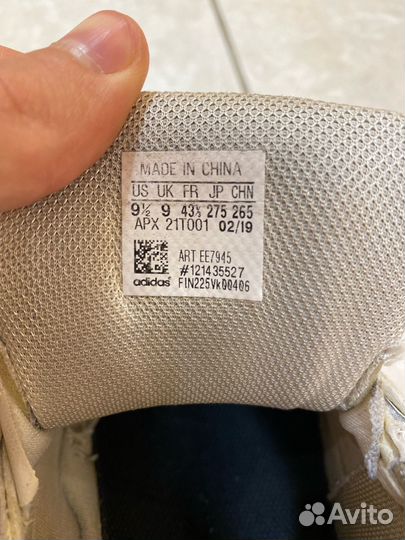 MADE IN CHINA
US UK FR JP CHN
9½ 9 43⅓ 275 265
APX 21T001 02/19
ART EE7945
#121435527
adidas FIN225VK00406
Avito